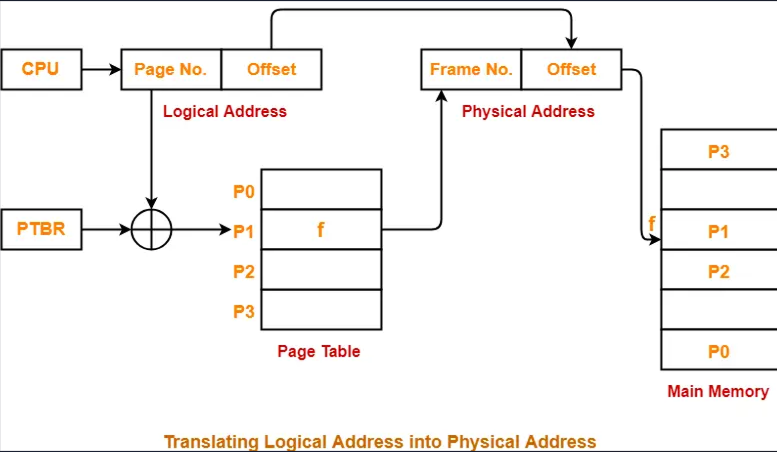 CPU
Page No.
Offset
Frame No.
Offset
Logical Address
Physical Address
P3
P0
PTBR
P1
f
f
P1
P2
P2
P3
Page Table
P0
Main Memory
Translating Logical Address into Physical Address